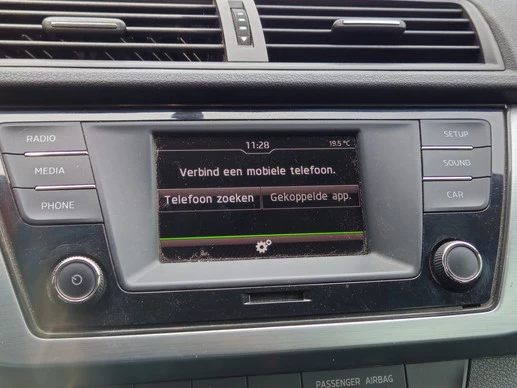 RADIO
MEDIA
PHONE
11:28
19.5 °C
Verbind een mobiele telefoon.
Telefoon zoeken
Gekoppelde app.
SETUP
SOUND
CAR
PASSENGER AIRBAG